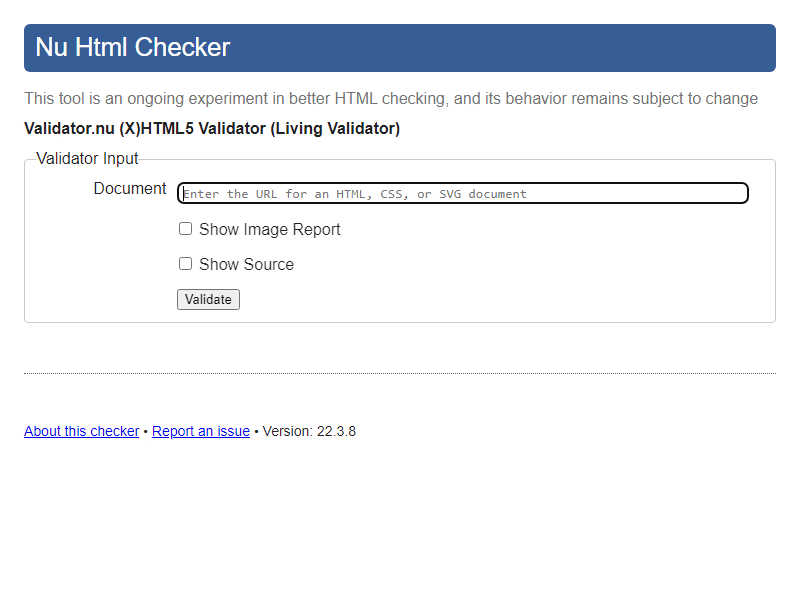 Nu Html Checker
This tool is an ongoing experiment in better HTML checking, and its behavior remains subject to change
Validator.nu (X)HTML5 Validator (Living Validator)
Validator Input
Document
Enter the URL for an HTML, CSS, or SVG document
Show Image Report
Show Source
Validate
About this checker • Report an issue • Version: 22.3.8